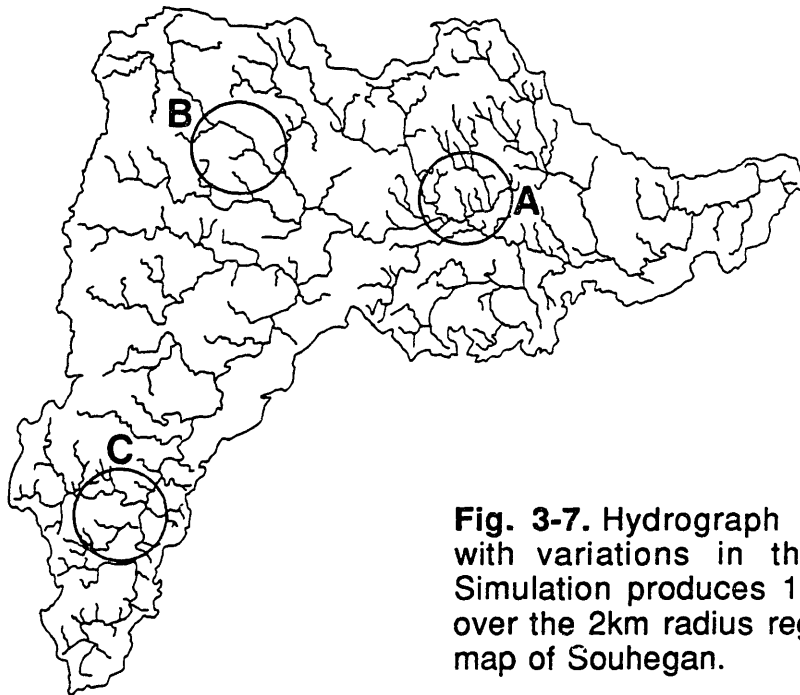 B
A
C
Fig. 3-7. Hydrograph
with variations in th
Simulation produces 1
over the 2km radius reg
map of Souhegan.